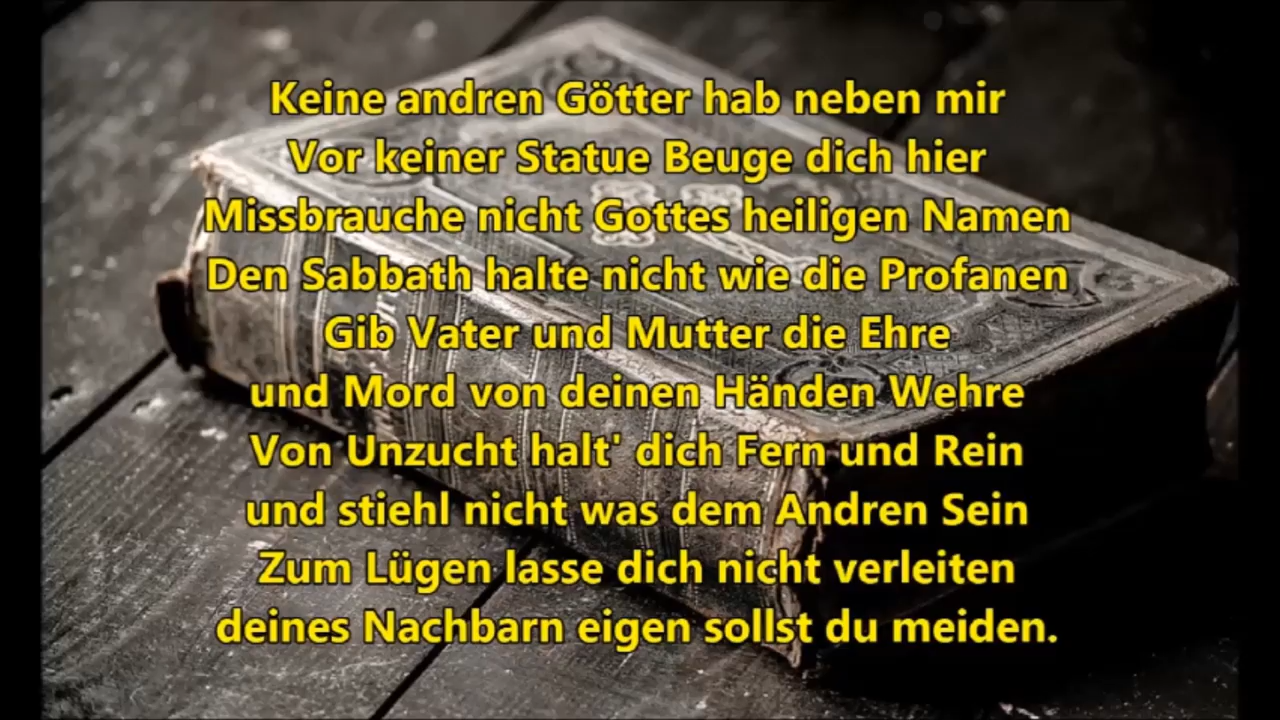 Keine andren Götter hab neben mir
Vor keiner Statue Beuge dich hier
Missbrauche nicht Gottes heiligen Namen
Den Sabbath halte nicht wie die Profanen
Gib Vater und Mutter die Ehre
und Mord von deinen Händen Wehre
Von Unzucht halt' dich Fern und Rein
und stiehl nicht was dem Andren Sein
Zum Lügen lasse dich nicht verleiten
deines Nachbarn eigen sollst du meiden.